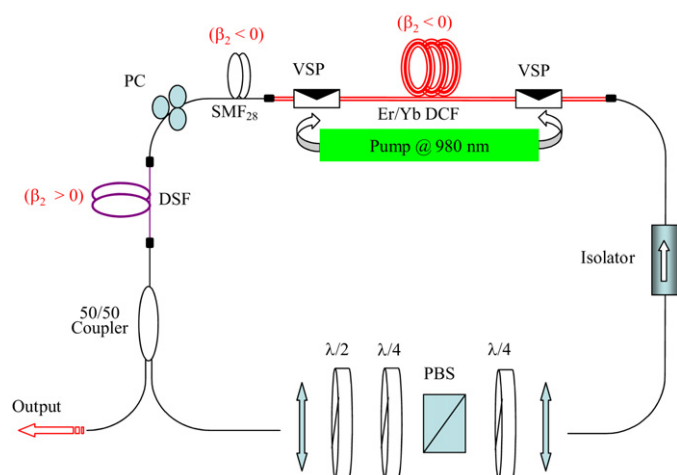 (β₂ < 0)
(β₂ < 0)
VSP
VSP
PC
SMF₂₈
Er/Yb DCF
Pump @ 980 nm
(β₂ > 0)
DSF
Isolator
50/50
Coupler
λ/2
λ/4
PBS
λ/4
Output